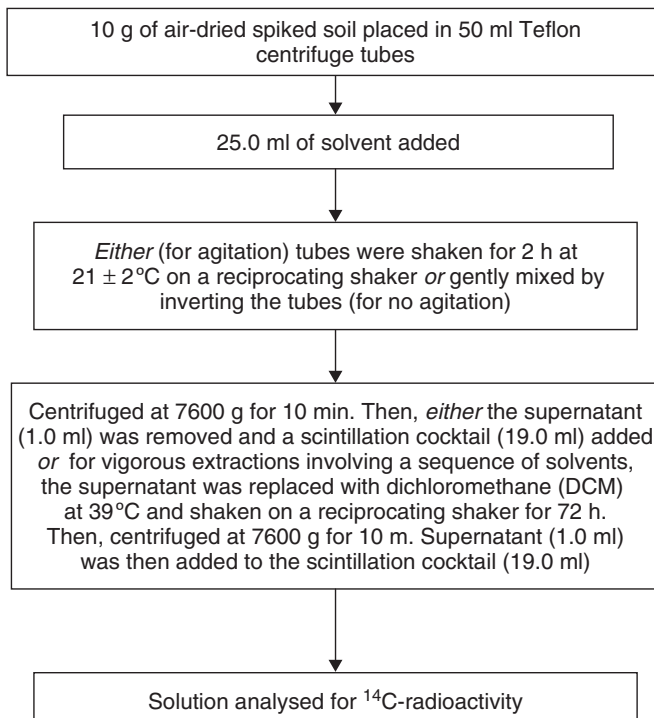 10 g of air-dried spiked soil placed in 50 ml Teflon
centrifuge tubes
25.0 ml of solvent added
Either (for agitation) tubes were shaken for 2 h at
21 ± 2°C on a reciprocating shaker or gently mixed by
inverting the tubes (for no agitation)
Centrifuged at 7600 g for 10 min. Then, either the supernatant
(1.0 ml) was removed and a scintillation cocktail (19.0 ml) added
or for vigorous extractions involving a sequence of solvents,
the supernatant was replaced with dichloromethane (DCM)
at 39°C and shaken on a reciprocating shaker for 72 h.
Then, centrifuged at 7600 g for 10 m. Supernatant (1.0 ml)
was then added to the scintillation cocktail (19.0 ml)
Solution analysed for ¹⁴C-radioactivity